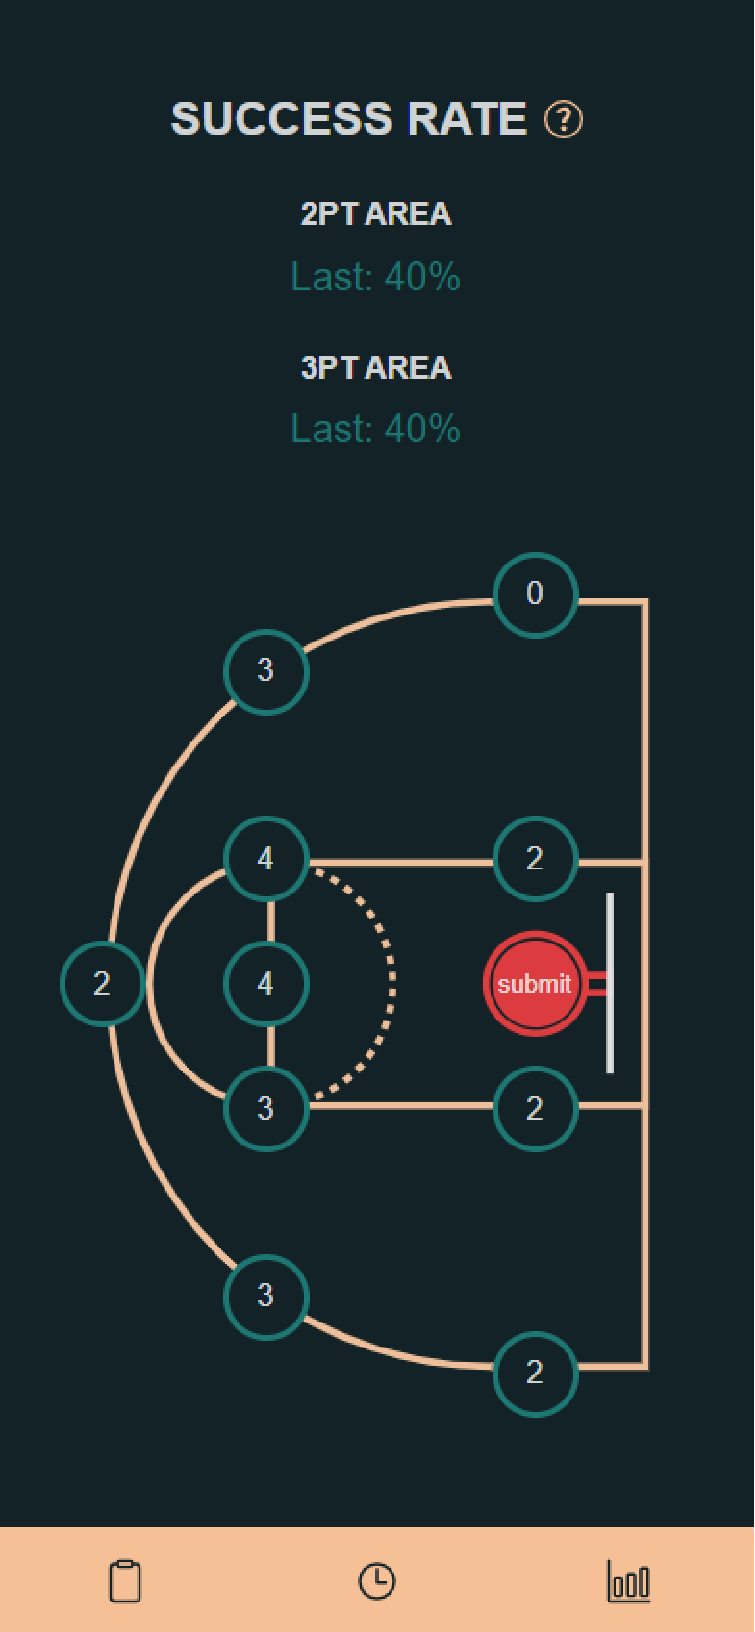 SUCCESS RATE ?
2PT AREA
Last: 40%
3PT AREA
Last: 40%
0
3
4 2
2 4 submit
3 2
3
2